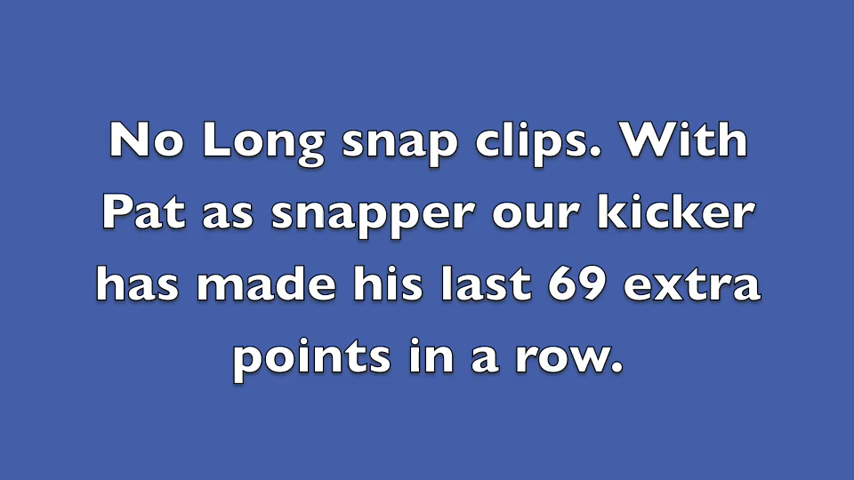 No Long snap clips. With
Pat as snapper our kicker
has made his last 69 extra
points in a row.